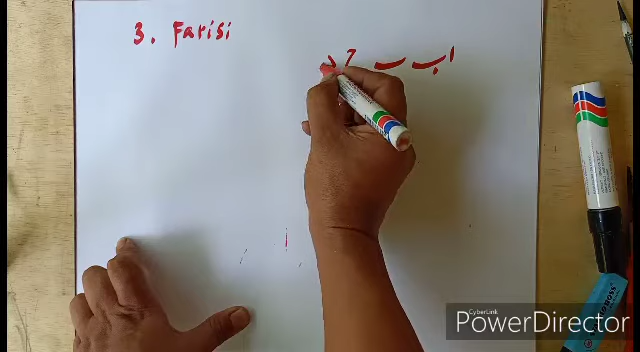 3. Farisi
ا ب ٮ ح د
CyberLink
PowerDirector